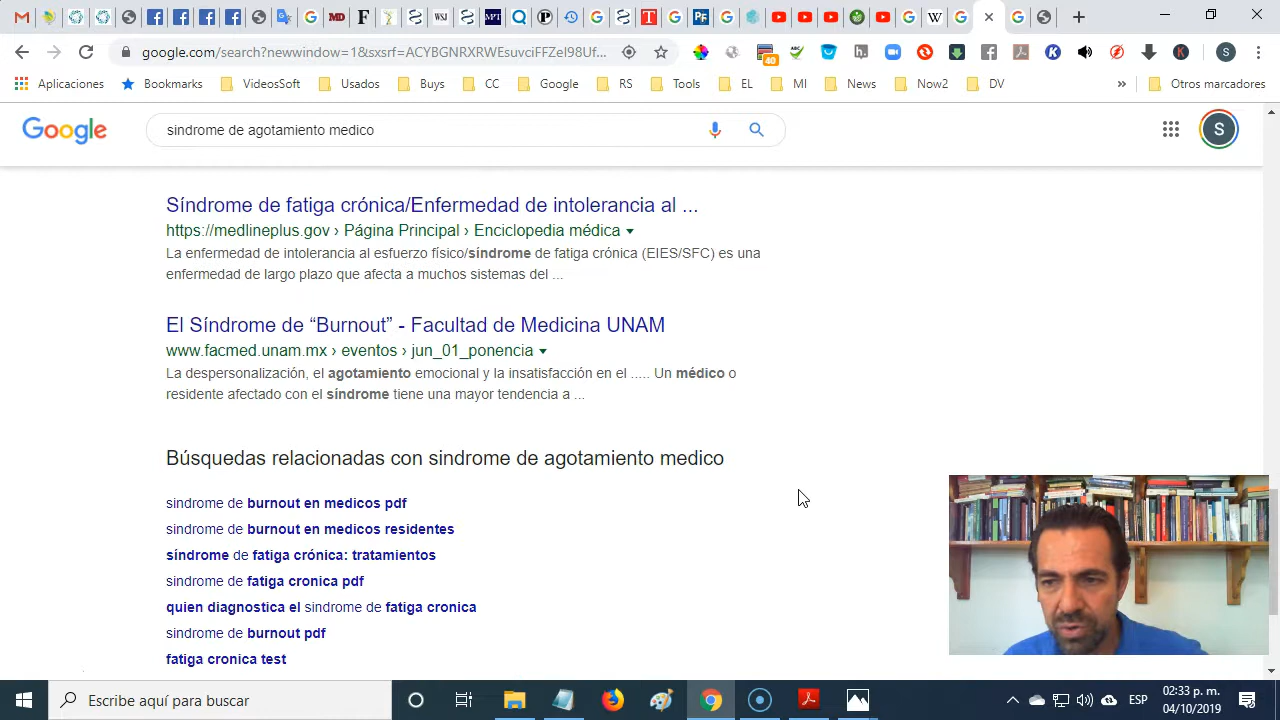 google.com/search?newwindow=1&sxsrf=ACYBGNRXRWEsuvciFFZel98Uf...
40
Aplicaciones Bookmarks VideosSoft Usados Buys CC Google RS Tools EL MI News Now2 DV » Otros marcadores
Google sindrome de agotamiento medico S
Síndrome de fatiga crónica/Enfermedad de intolerancia al ...
https://medlineplus.gov › Página Principal › Enciclopedia médica
La enfermedad de intolerancia al esfuerzo físico/síndrome de fatiga crónica (EIES/SFC) es una
enfermedad de largo plazo que afecta a muchos sistemas del ...
El Síndrome de “Burnout” - Facultad de Medicina UNAM
www.facmed.unam.mx › eventos › jun_01_ponencia
La despersonalización, el agotamiento emocional y la insatisfacción en el ..... Un médico o
residente afectado con el síndrome tiene una mayor tendencia a ...
Búsquedas relacionadas con sindrome de agotamiento medico
sindrome de burnout en medicos pdf
sindrome de burnout en medicos residentes
síndrome de fatiga crónica: tratamientos
sindrome de fatiga cronica pdf
quien diagnostica el sindrome de fatiga cronica
sindrome de burnout pdf
fatiga cronica test
Escribe aquí para buscar
ESP
02:33 p. m.
04/10/2019